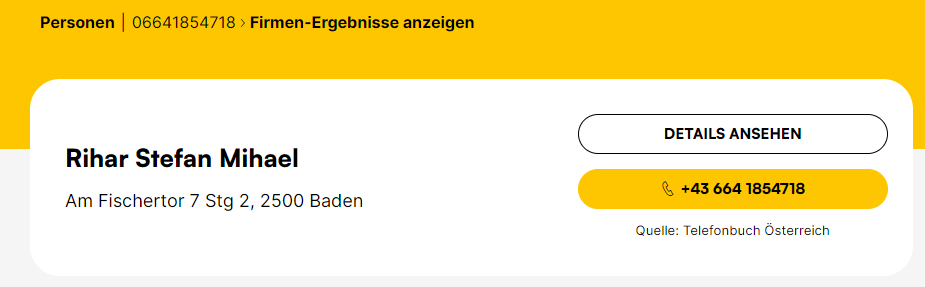 Personen | 06641854718 › Firmen-Ergebnisse anzeigen
DETAILS ANSEHEN
Rihar Stefan Mihael
+43 664 1854718
Am Fischertor 7 Stg 2, 2500 Baden
Quelle: Telefonbuch Österreich